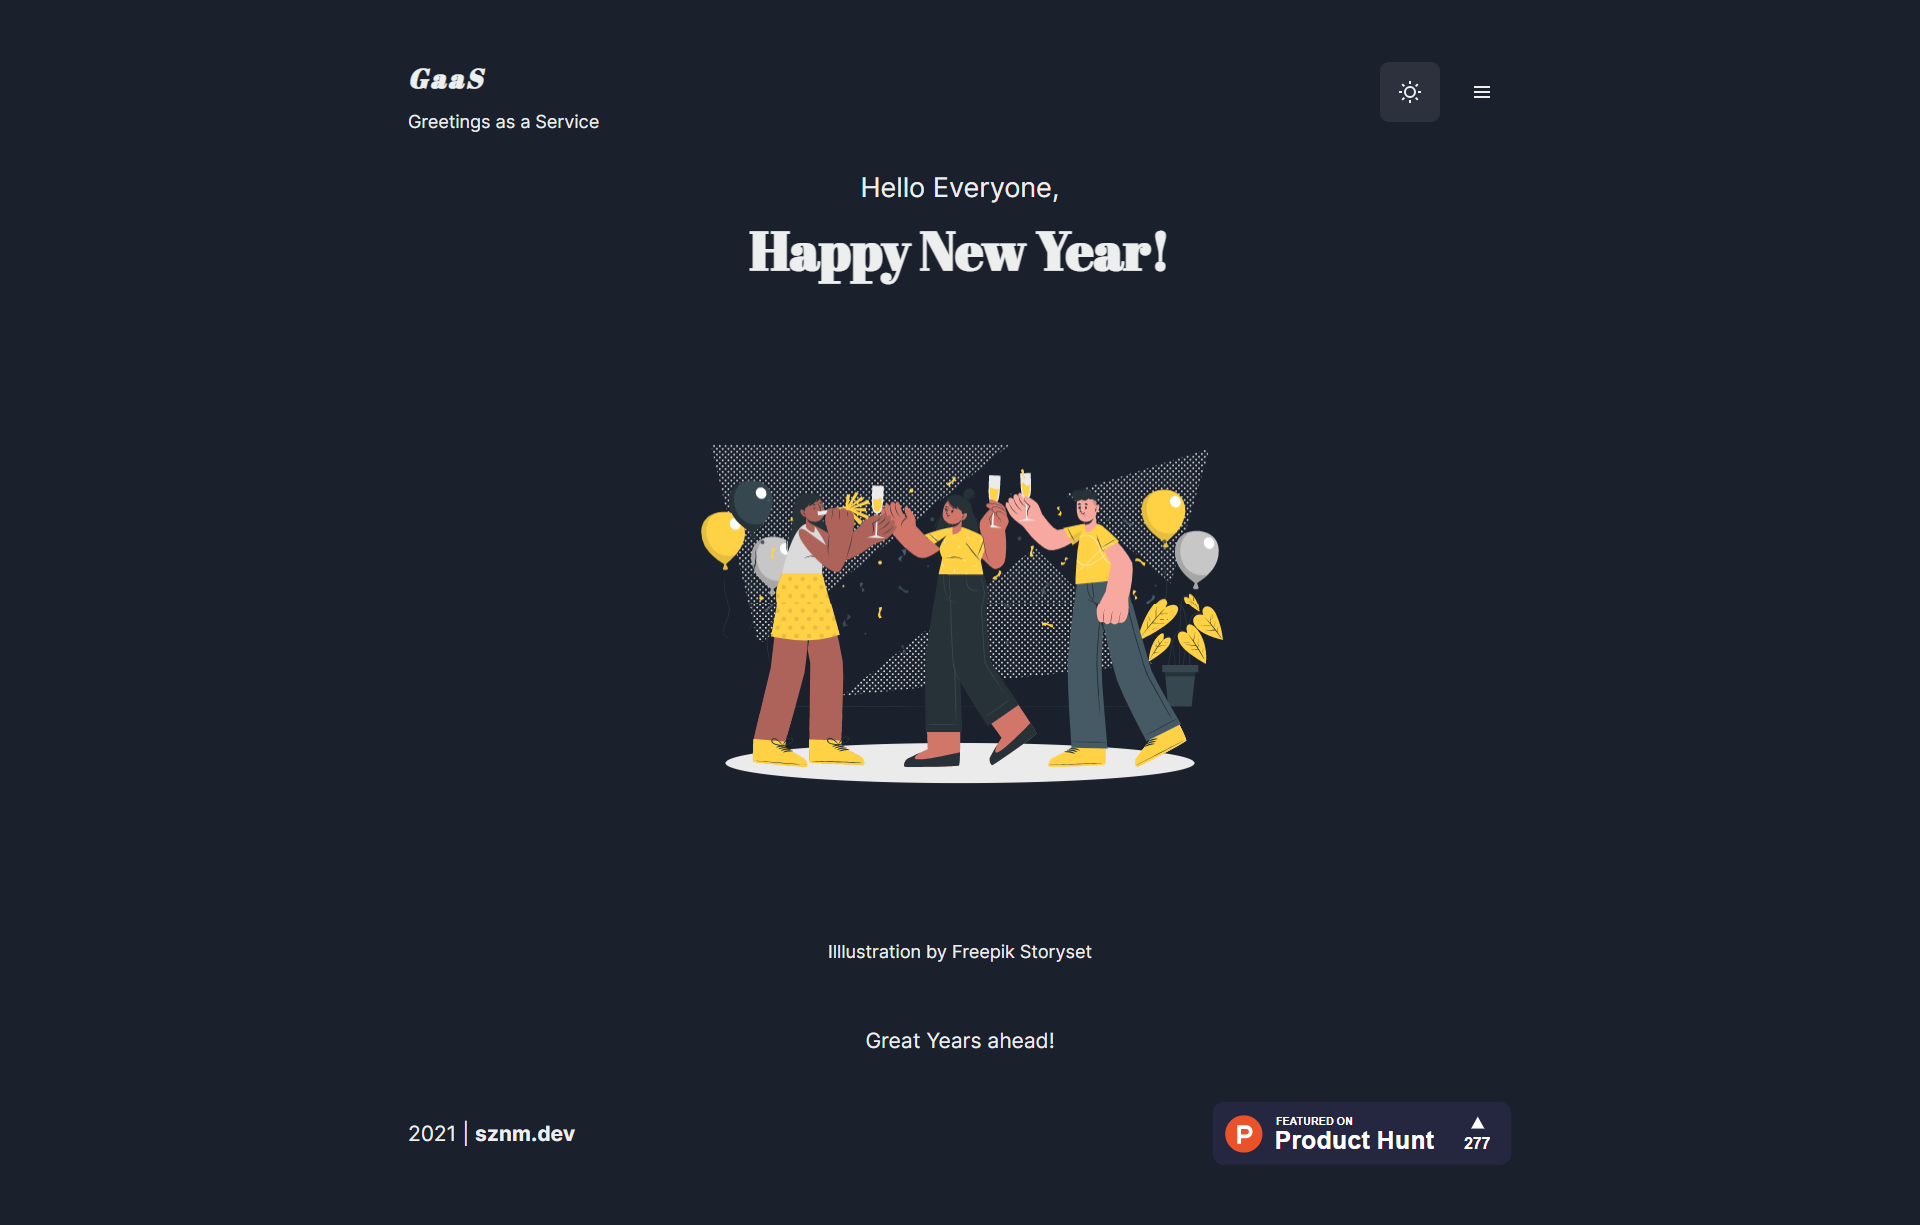 GaaS
Greetings as a Service
Hello Everyone,
Happy New Year!
Illlustration by Freepik Storyset
Great Years ahead!
2021 | sznm.dev
FEATURED ON
Product Hunt
277